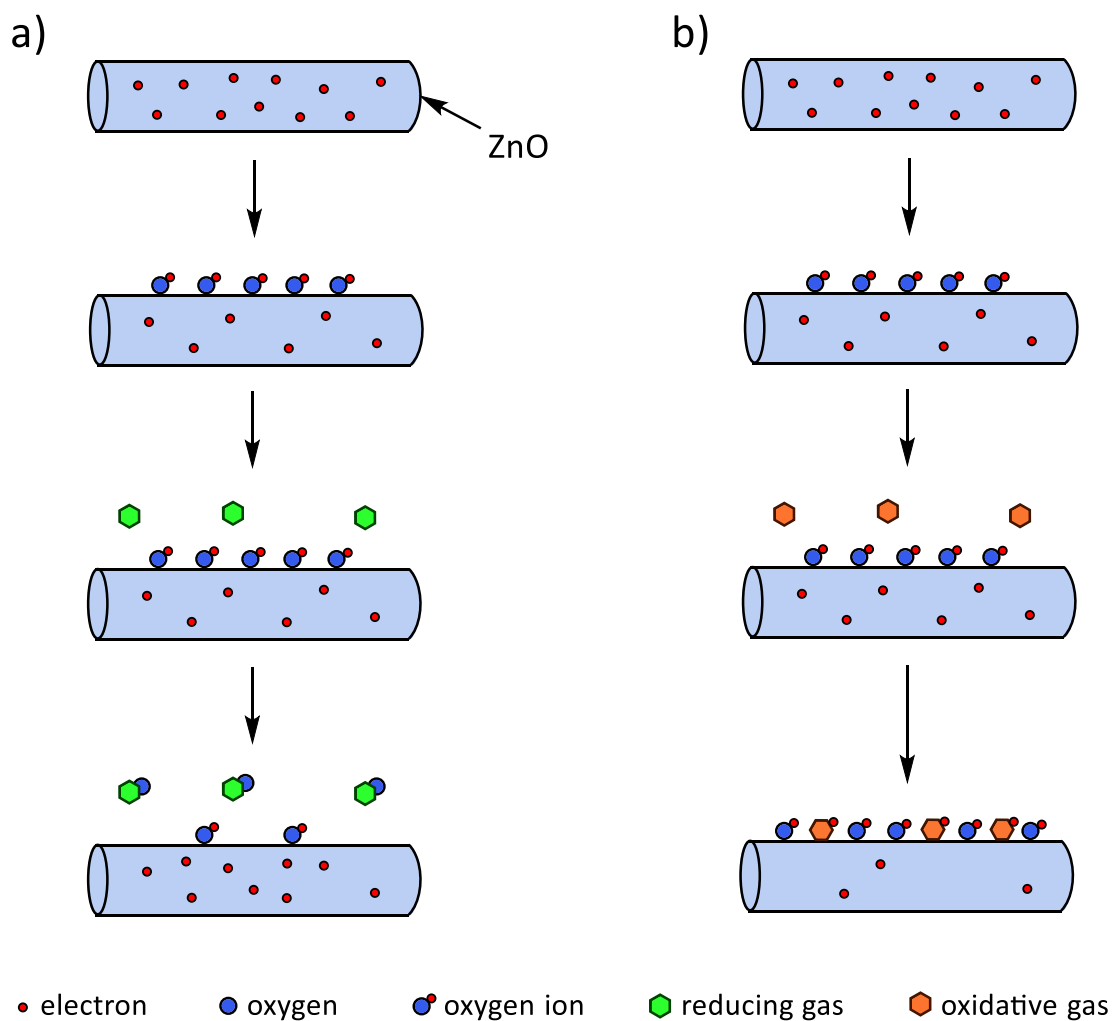 a)
b)
ZnO
electron
oxygen
oxygen ion
reducing gas
oxidative gas